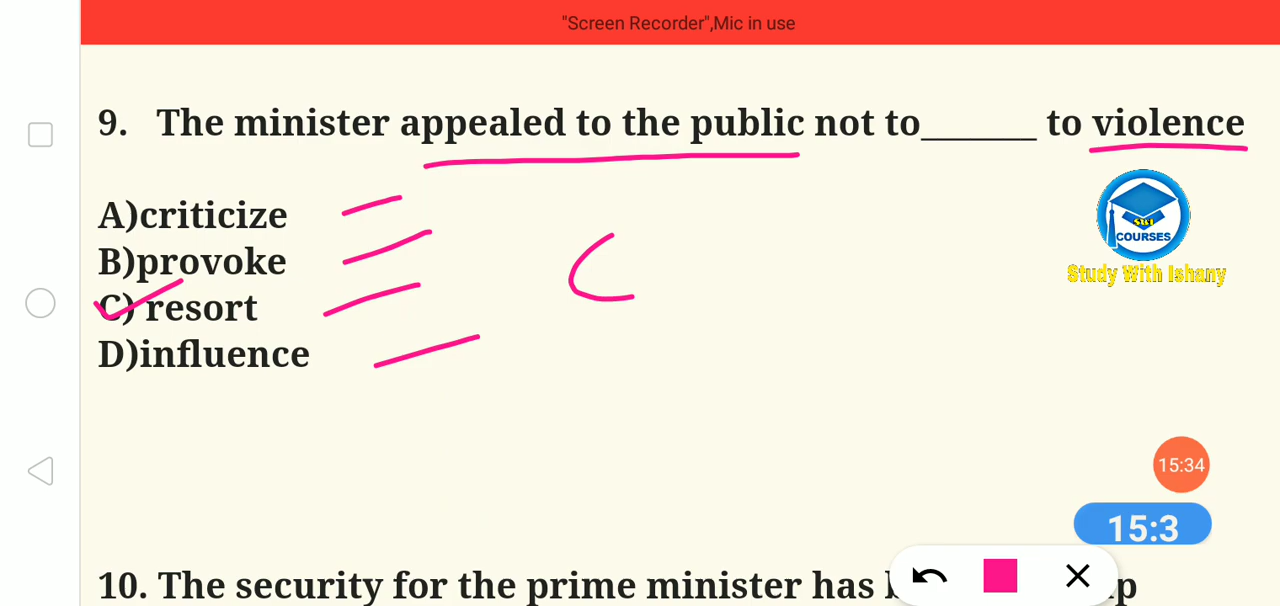 "Screen Recorder",Mic in use
9. The minister appealed to the public not to______ to violence
A)criticize
B)provoke
C) resort
D)influence
C
COURSES
Study With Ishany
15:34
15:3
10. The security for the prime minister has